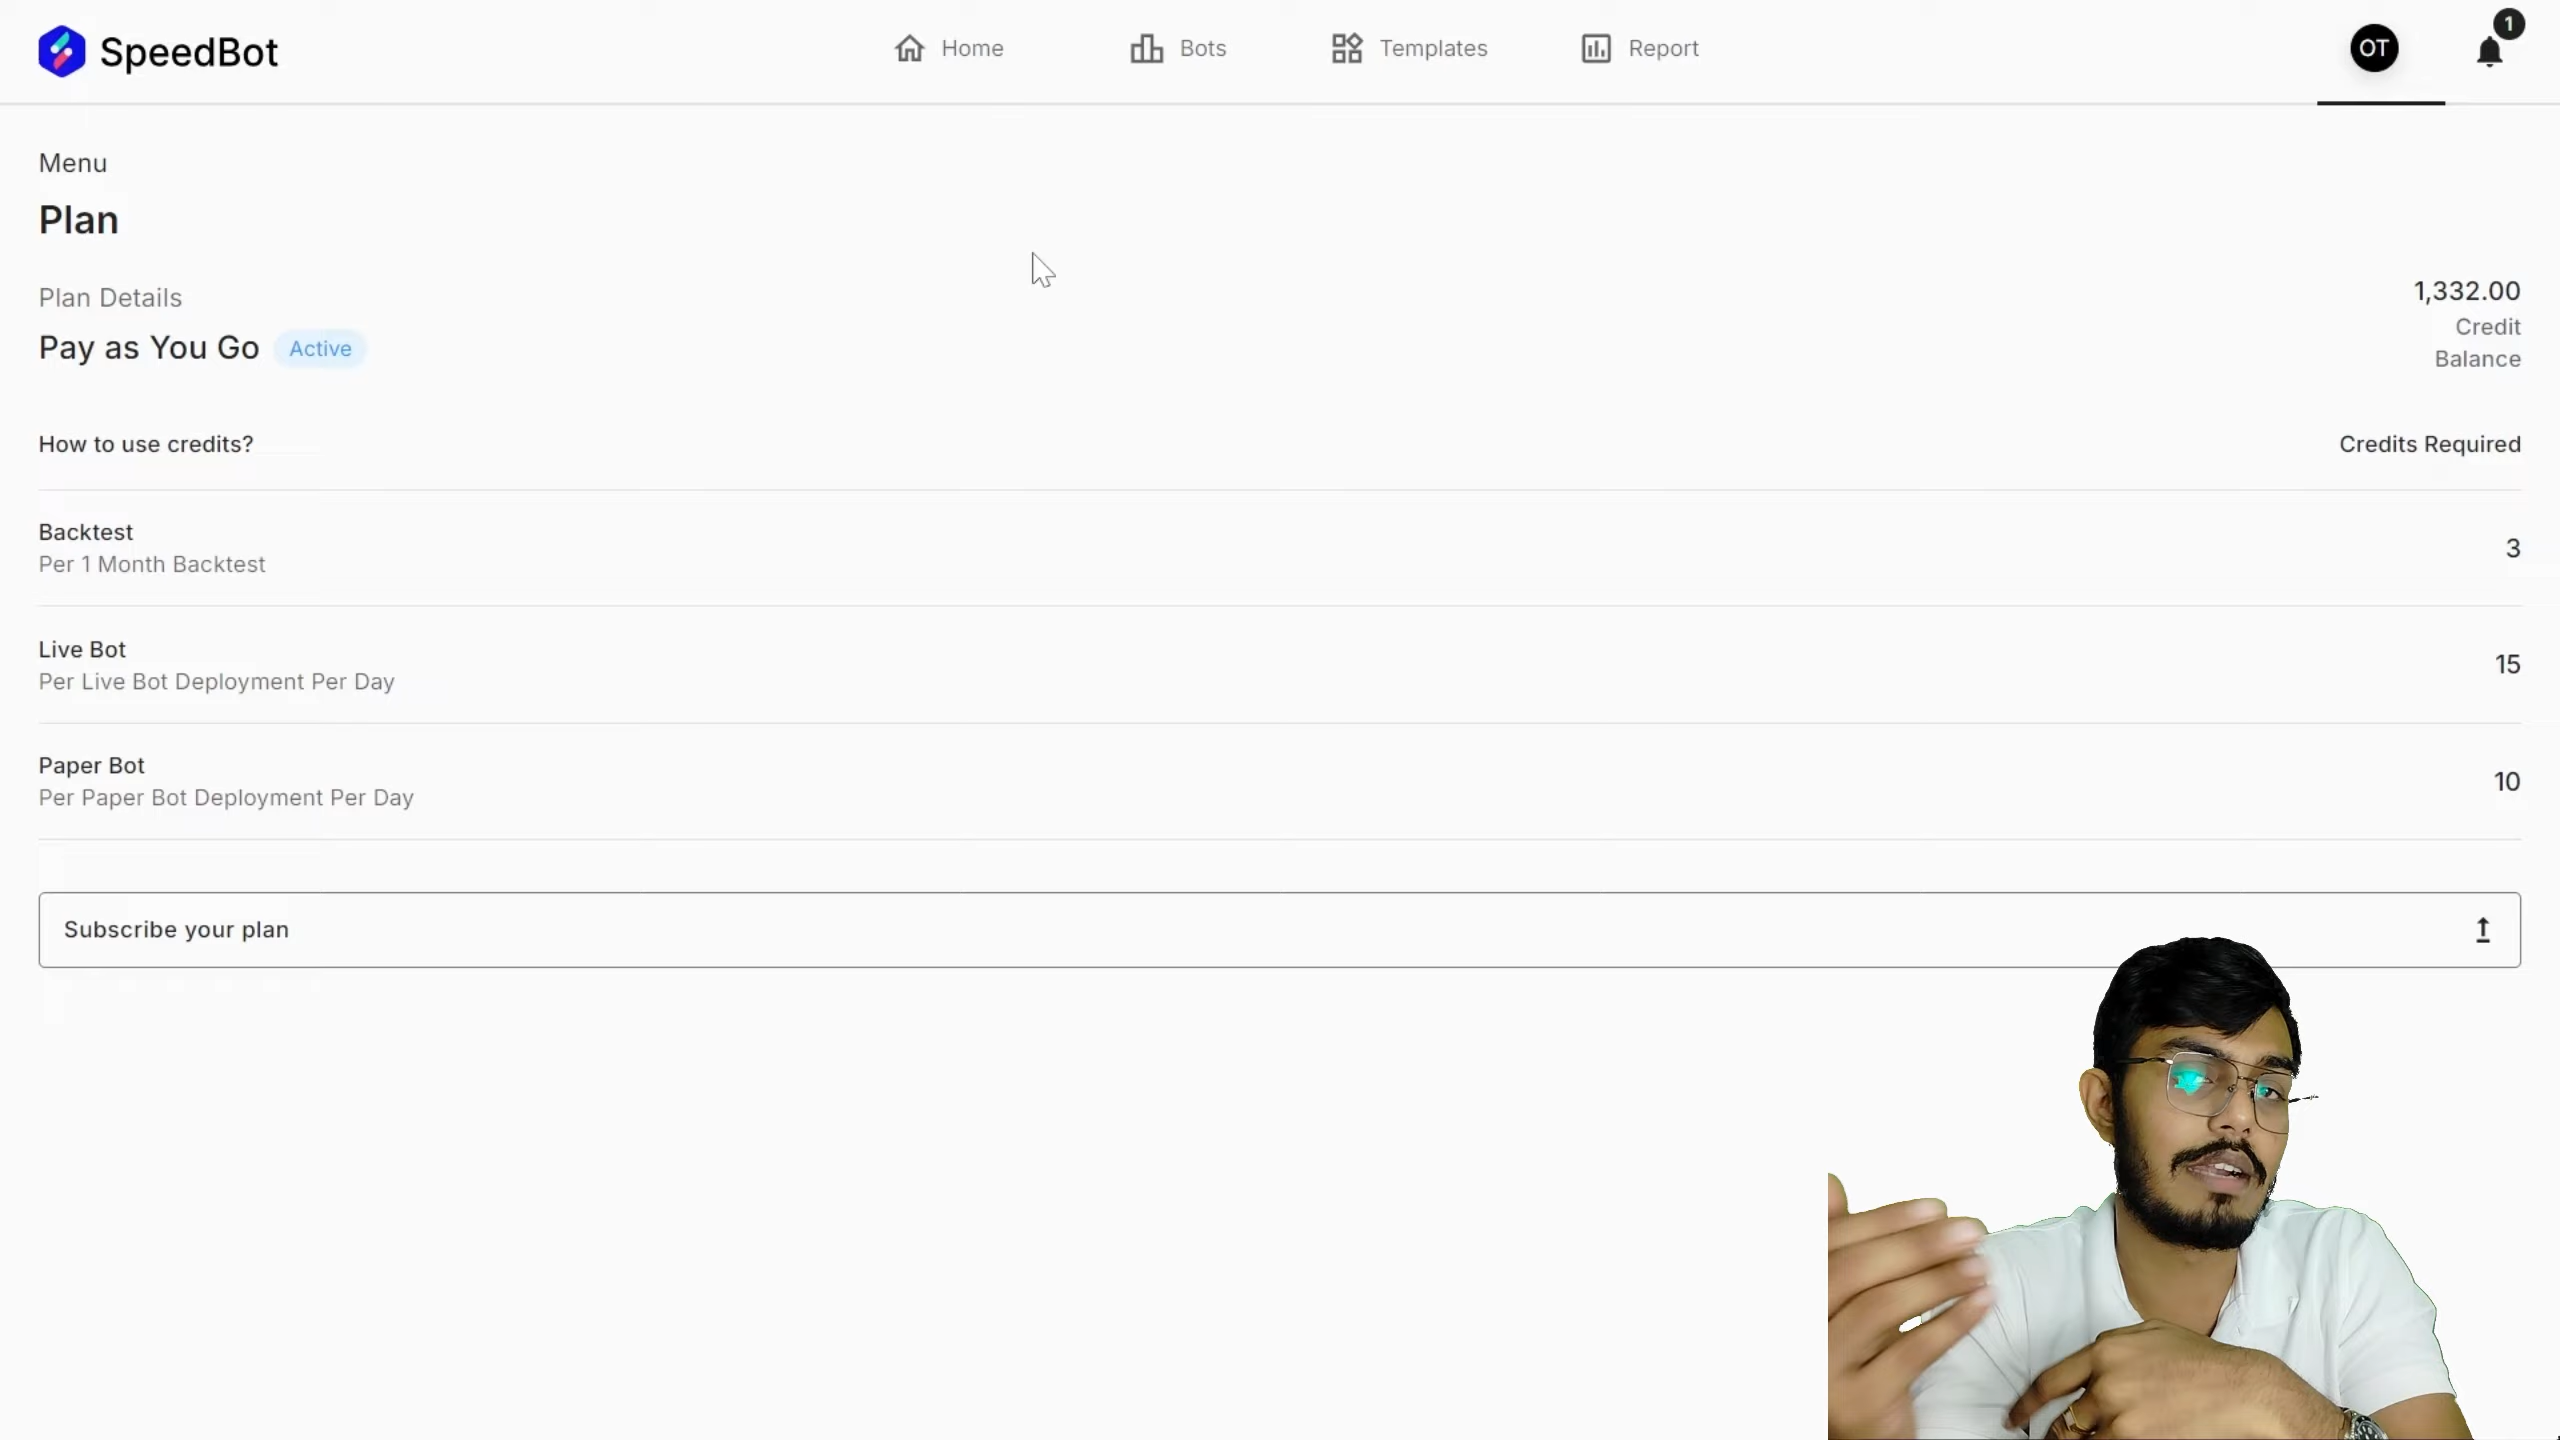 SpeedBot
Home
Bots
Templates
Report
OT
1
Menu
Plan
Plan Details
Pay as You Go
Active
1,332.00
Credit
Balance
How to use credits?
Credits Required
Backtest
Per 1 Month Backtest
3
Live Bot
Per Live Bot Deployment Per Day
15
Paper Bot
Per Paper Bot Deployment Per Day
10
Subscribe your plan